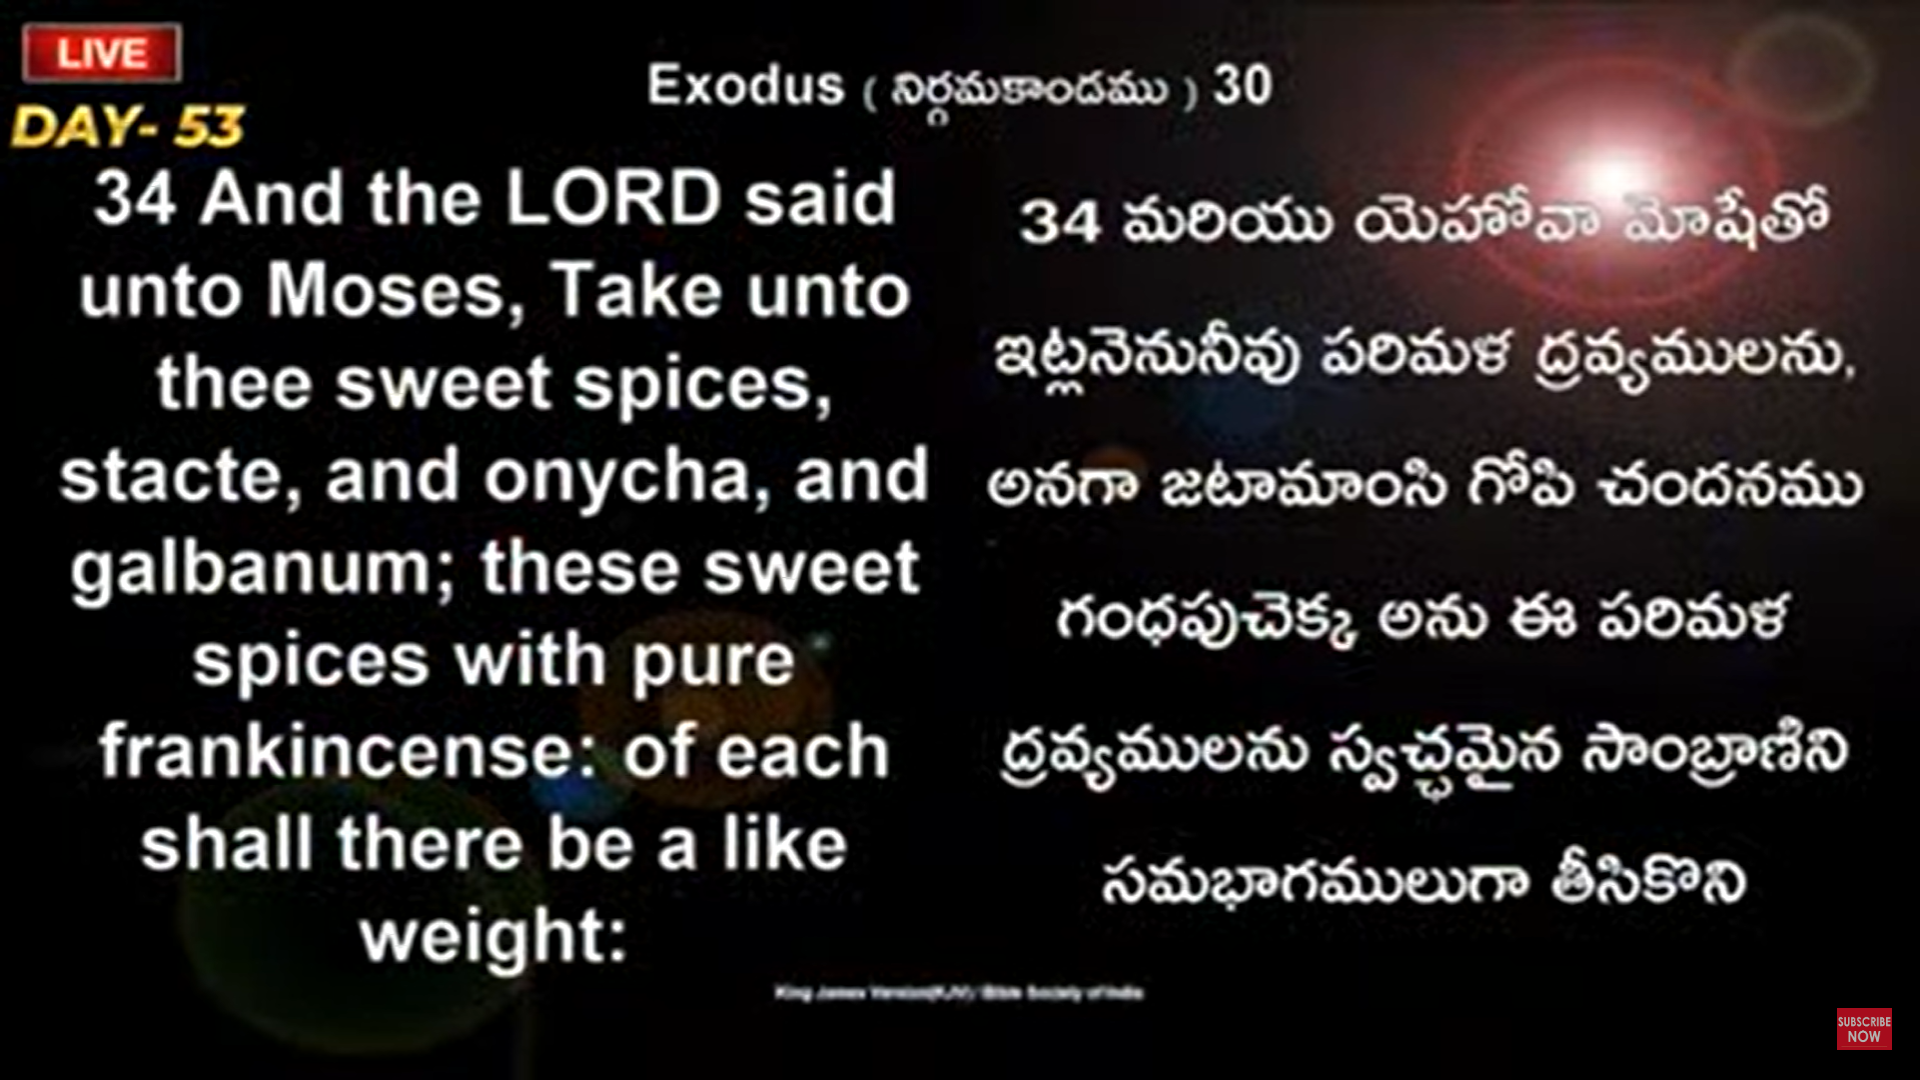 LIVE
DAY- 53
Exodus ( నిర్గమకాండము ) 30
34 And the LORD said
unto Moses, Take unto
thee sweet spices,
stacte, and onycha, and
galbanum; these sweet
spices with pure
frankincense: of each
shall there be a like
weight:
34 మరియు యెహోవా మోషేతో
ఇట్లనెనునీవు పరిమళ ద్రవ్యములను,
అనగా జటామాంసి గోపి చందనము
గంధపుచెక్క అను ఈ పరిమళ
ద్రవ్యములను స్వచ్ఛమైన సాంబ్రాణిని
సమభాగములుగా తీసికొని
King James Version(KJV) / Bible Society of India
SUBSCRIBE
NOW